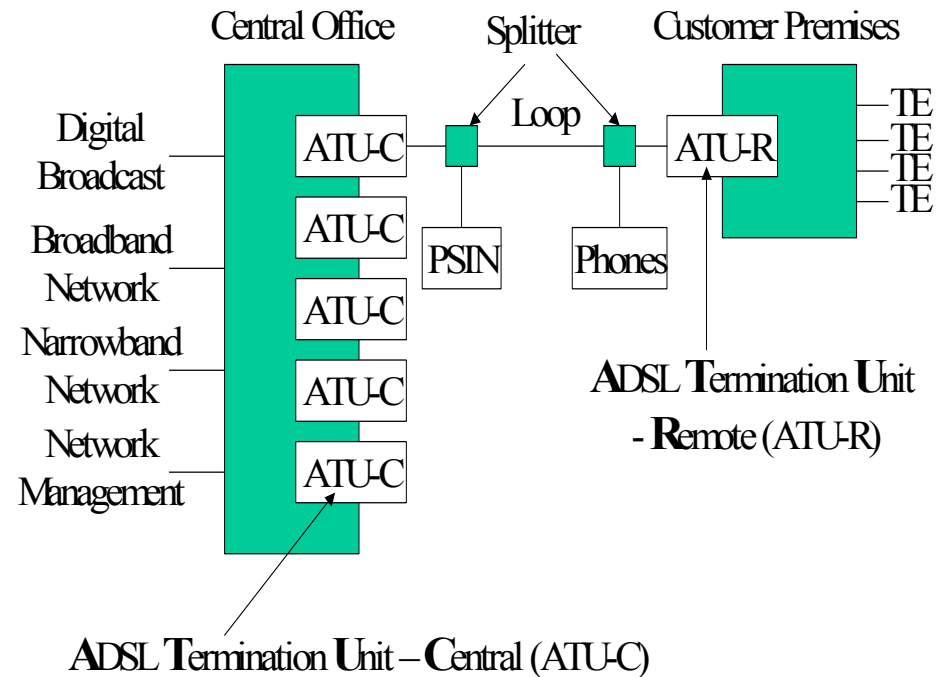 Central Office
Splitter
Customer Premises
Digital
Broadcast
Broadband
Network
Narrowband
Network
Network
Management
ATU-C
ATU-C
ATU-C
ATU-C
ATU-C
Loop
PSIN
Phones
ATU-R
TE
TE
TE
TE
ADSL Termination Unit
- Remote (ATU-R)
ADSL Termination Unit – Central (ATU-C)